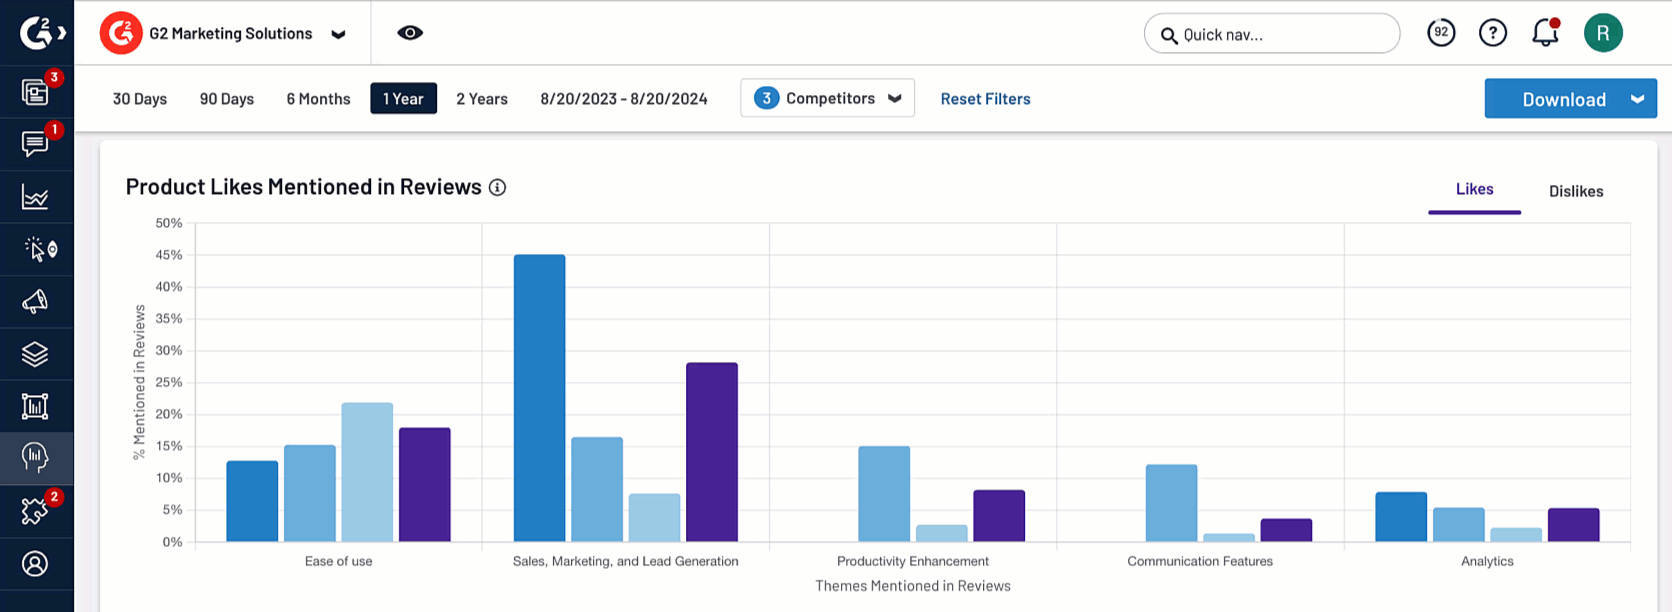 G2
G2
G2 Marketing Solutions
Quick nav...
92
?
R
3
1
2
30 Days
90 Days
6 Months
1 Year
2 Years
8/20/2023 - 8/20/2024
3
Competitors
Reset Filters
Download
Product Likes Mentioned in Reviews
i
Likes
Dislikes
% Mentioned in Reviews
50%
45%
40%
35%
30%
25%
20%
15%
10%
5%
0%
Ease of use
Sales, Marketing, and Lead Generation
Productivity Enhancement
Communication Features
Analytics
Themes Mentioned in Reviews